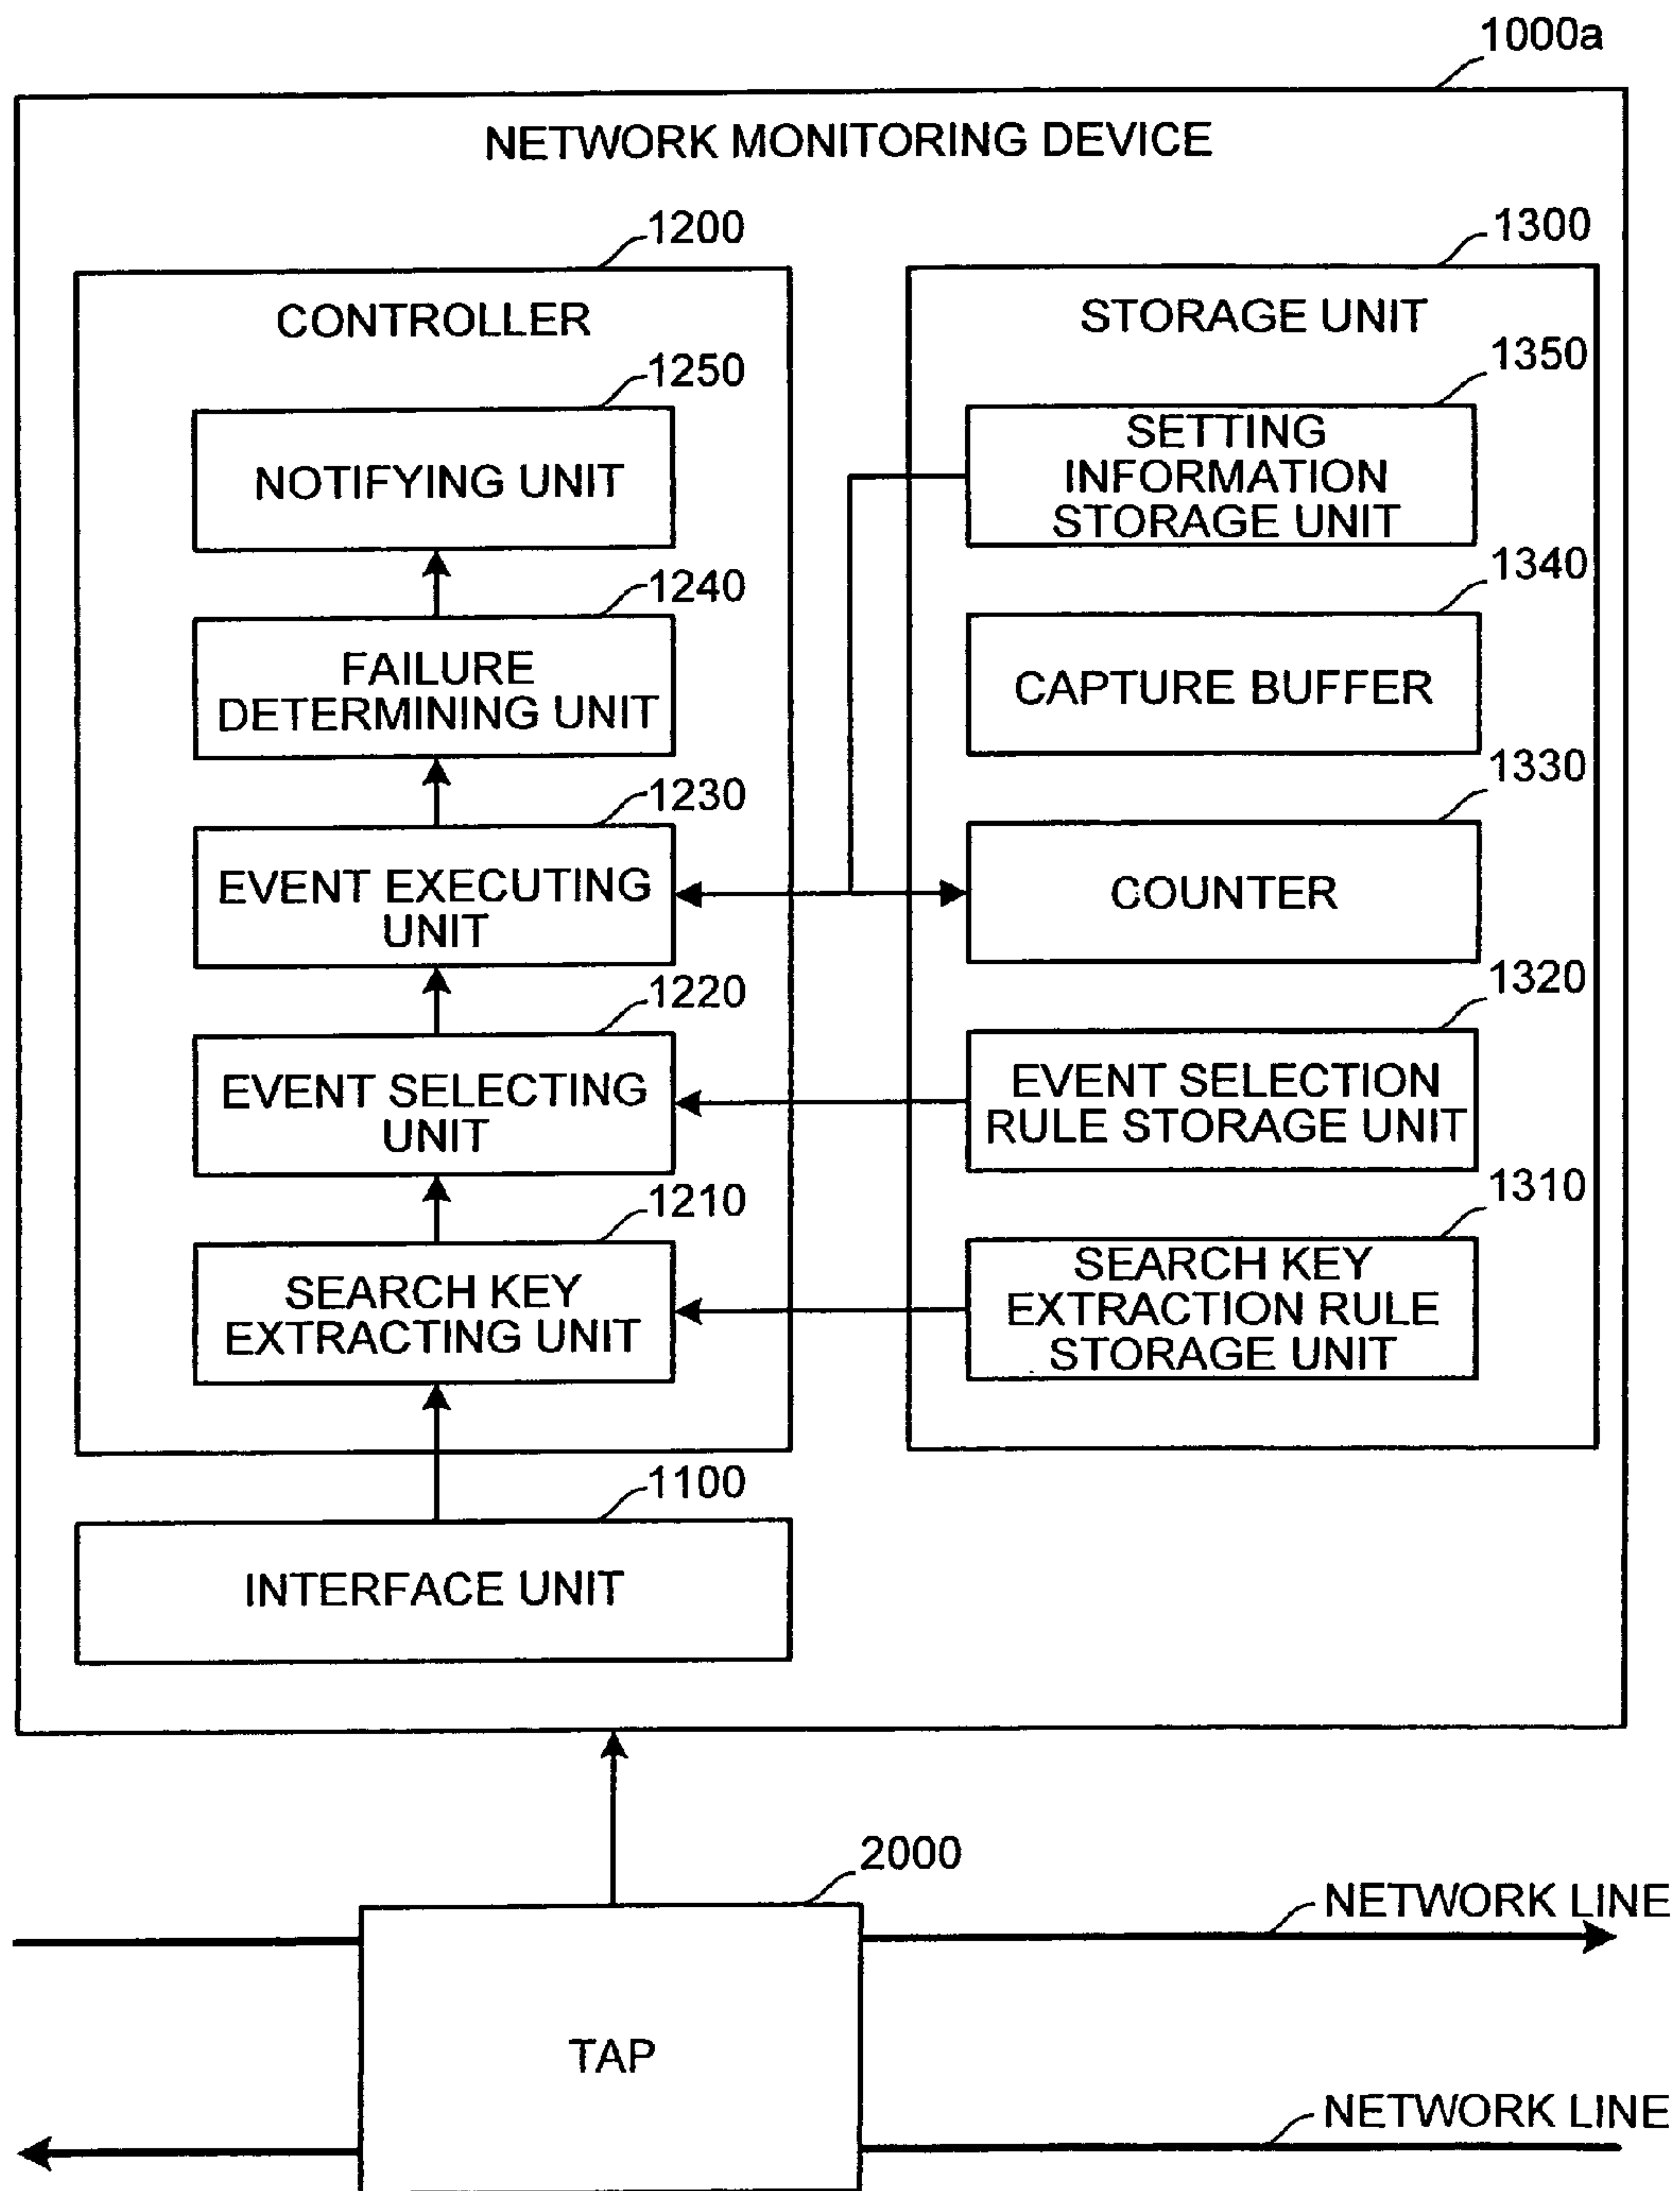 1000a
NETWORK MONITORING DEVICE
1200
CONTROLLER
1250
NOTIFYING UNIT
1240
FAILURE
DETERMINING UNIT
1230
EVENT EXECUTING
UNIT
1220
EVENT SELECTING
UNIT
1210
SEARCH KEY
EXTRACTING UNIT
1100
INTERFACE UNIT
1300
STORAGE UNIT
1350
SETTING
INFORMATION
STORAGE UNIT
1340
CAPTURE BUFFER
1330
COUNTER
1320
EVENT SELECTION
RULE STORAGE UNIT
1310
SEARCH KEY
EXTRACTION RULE
STORAGE UNIT
2000
TAP
NETWORK LINE
NETWORK LINE